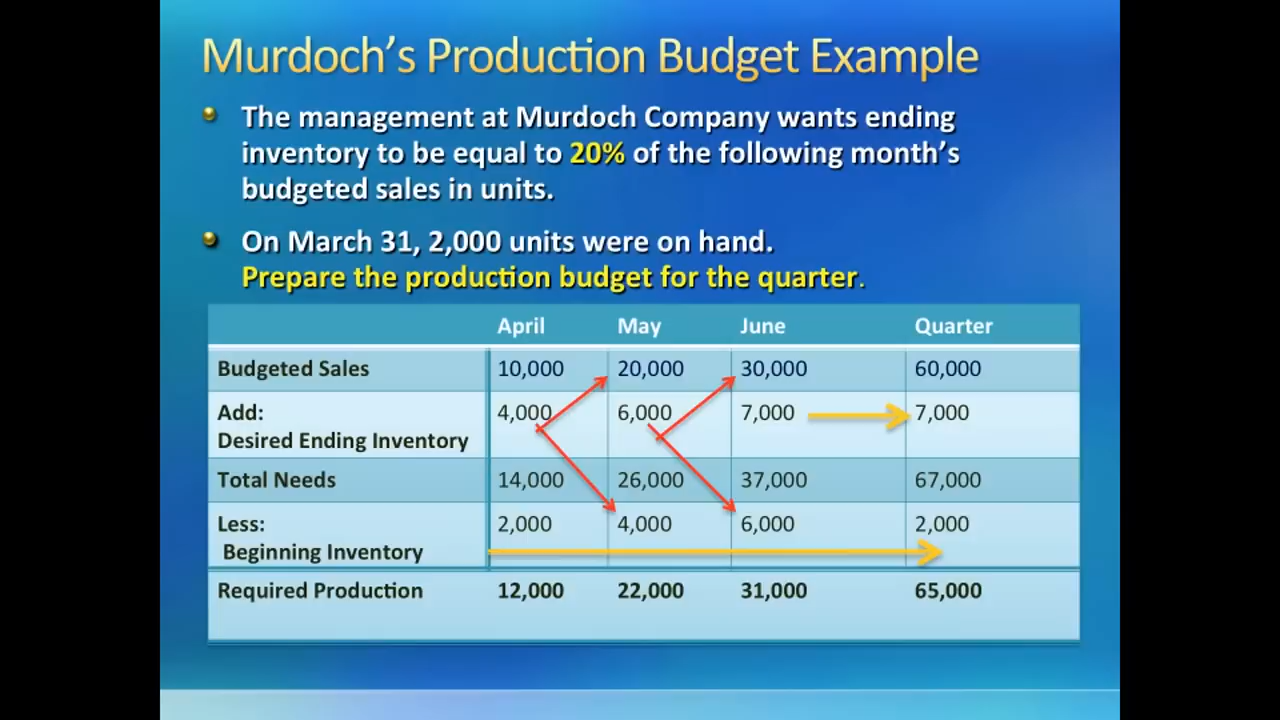 Murdoch's Production Budget Example
The management at Murdoch Company wants ending
inventory to be equal to 20% of the following month's
budgeted sales in units.
On March 31, 2,000 units were on hand.
Prepare the production budget for the quarter.
April May June Quarter
Budgeted Sales 10,000 20,000 30,000 60,000
Add: 4,000 6,000 7,000 7,000
Desired Ending Inventory
Total Needs 14,000 26,000 37,000 67,000
Less: 2,000 4,000 6,000 2,000
Beginning Inventory
Required Production 12,000 22,000 31,000 65,000